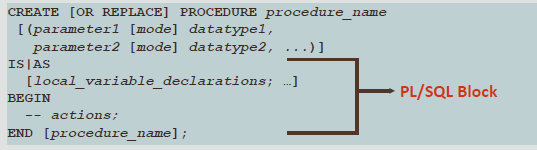 CREATE [OR REPLACE] PROCEDURE procedure_name
[(parameter1 [mode] datatype1,
parameter2 [mode] datatype2, ...)]
IS|AS
[local_variable_declarations; …]
BEGIN
-- actions;
END [procedure_name];
PL/SQL Block